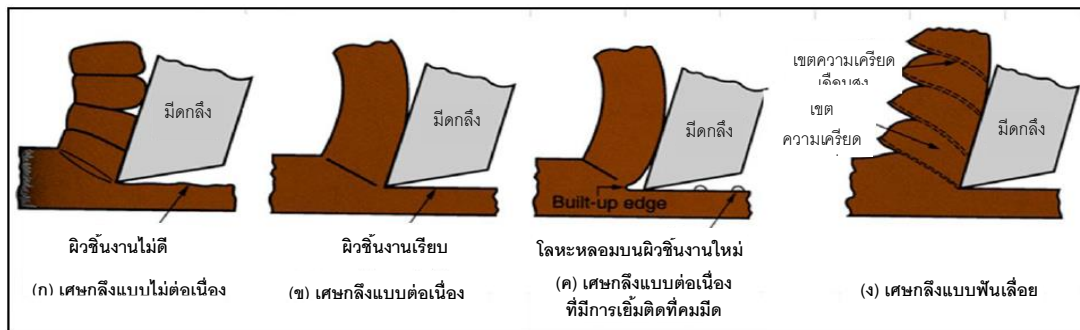 มีดกลึง
ผิวชิ้นงานไม่ดี
(ก) เศษกลึงแบบไม่ต่อเนื่อง
มีดกลึง
ผิวชิ้นงานเรียบ
(ข) เศษกลึงแบบต่อเนื่อง
มีดกลึง
Built-up edge
โลหะหลอมบนผิวชิ้นงานใหม่
(ค) เศษกลึงแบบต่อเนื่อง
ที่มีการเยิ้มติดที่คมมีด
เขตความเครียด
เขต
ความเครียด
มีดกลึง
(ง) เศษกลึงแบบฟันเลื่อย